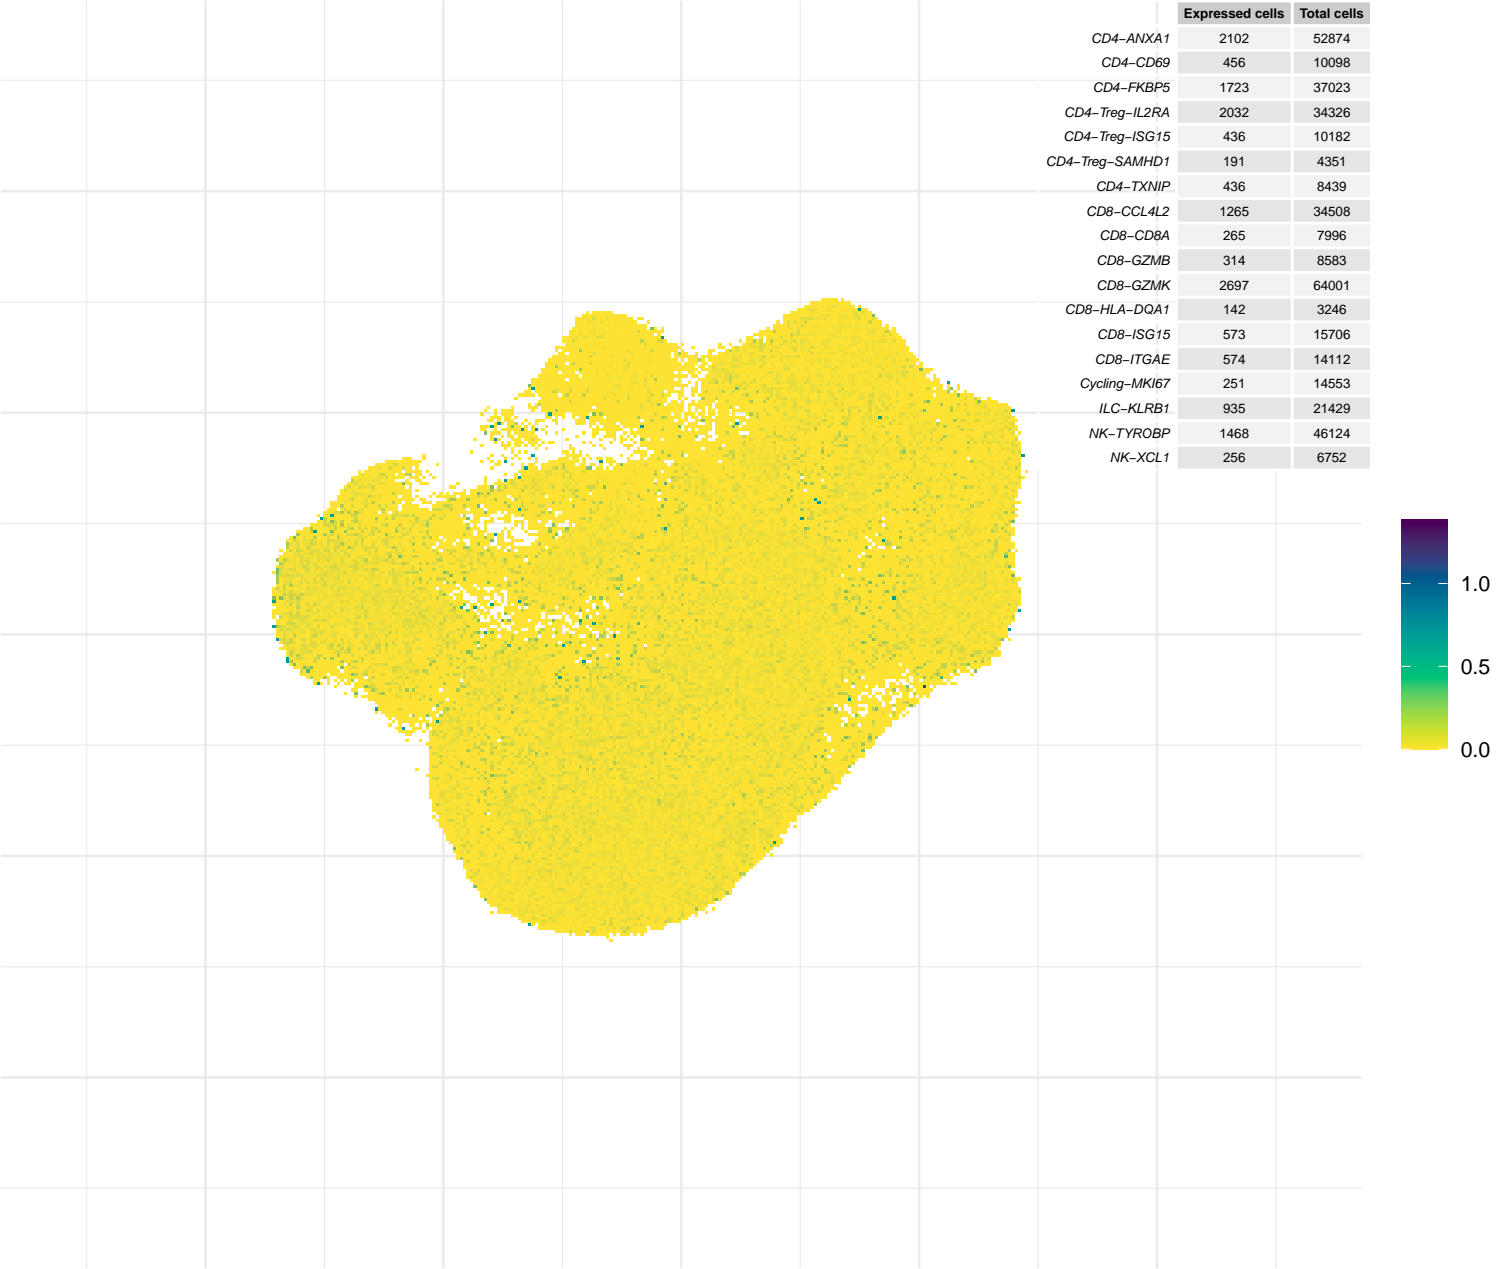 Expressed cells Total cells
CD4−ANXA1 2102 52874
CD4−CD69 456 10098
CD4−FKBP5 1723 37023
CD4−Treg−IL2RA 2032 34326
CD4−Treg−ISG15 436 10182
CD4−Treg−SAMHD1 191 4351
CD4−TXNIP 436 8439
CD8−CCL4L2 1265 34508
CD8−CD8A 265 7996
CD8−GZMB 314 8583
CD8−GZMK 2697 64001
CD8−HLA−DQA1 142 3246
CD8−ISG15 573 15706
CD8−ITGAE 574 14112
Cycling−MKI67 251 14553
ILC−KLRB1 935 21429
NK−TYROBP 1468 46124
NK−XCL1 256 6752
1.0
0.5
0.0